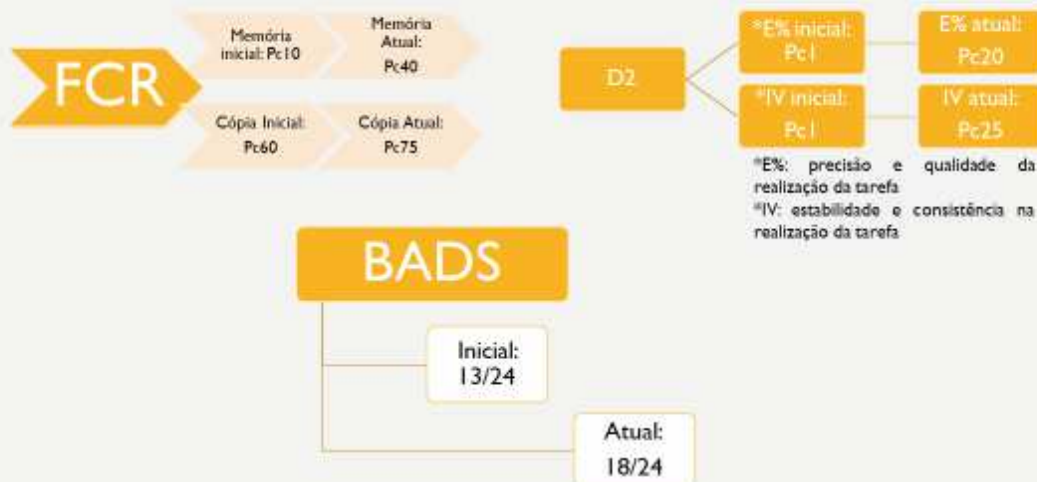 FCR
Memória
inicial: Pc10
Memória
Atual:
Pc40
Cópia Inicial:
Pc60
Cópia Atual:
Pc75
D2
*E% inicial:
Pc1
E% atual:
Pc20
*IV inicial:
Pc1
IV atual:
Pc25
*E%: precisão e qualidade da
realização da tarefa
*IV: estabilidade e consistência na
realização da tarefa
BADS
Inicial:
13/24
Atual:
18/24